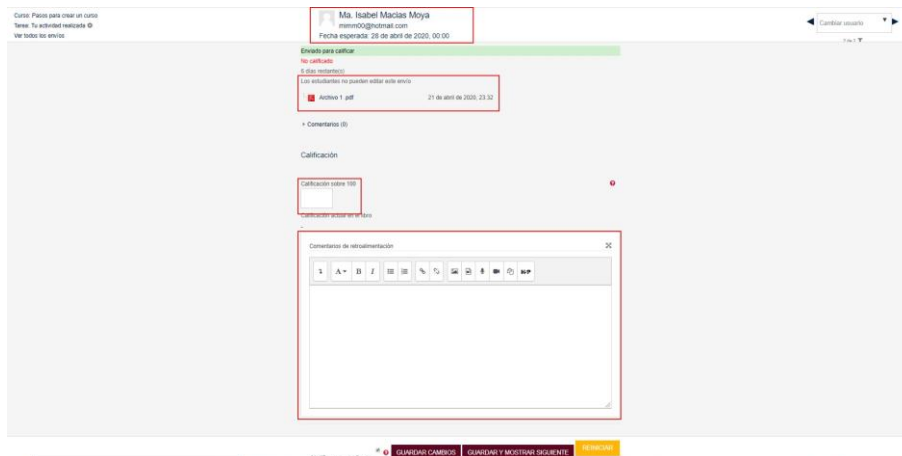 Curso: Pasos para crear un curso
Tarea: Tu actividad realizada
Ver todos los envíos
Ma. Isabel Macias Moya
mimm00@hotmail.com
Fecha esperada: 28 de abril de 2020, 00:00
Cambiar usuario
Enviado para calificar
No calificado
6 días restante(s)
Los estudiantes no pueden editar este envío
Archivo 1 .pdf
21 de abril de 2020, 23:32
Comentarios (0)
Calificación
Calificación sobre 100
Calificación actual en el libro
-
Comentarios de retroalimentación
GUARDAR CAMBIOS
GUARDAR Y MOSTRAR SIGUIENTE
REINICIAR